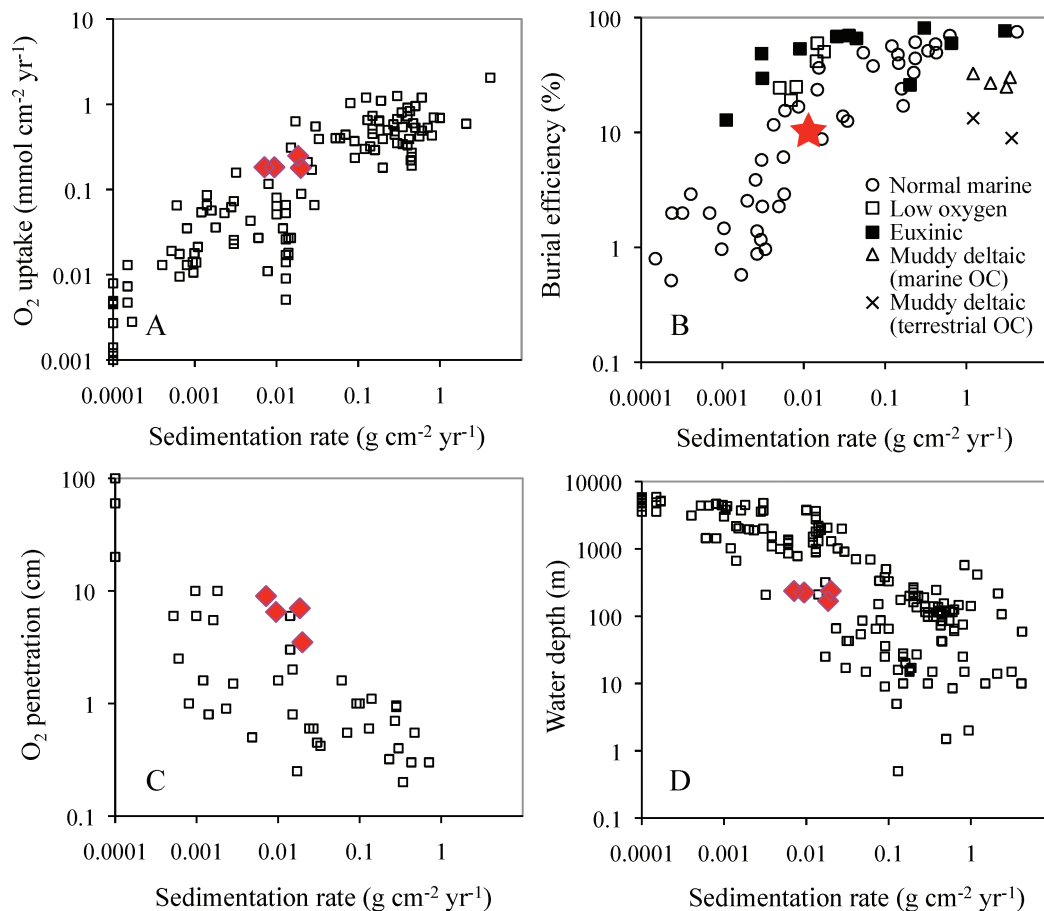 10
1
0.1
0.01
0.001
O2 uptake (mmol cm-2 yr-1)
A
0.0001 0.001 0.01 0.1 1
Sedimentation rate (g cm-2 yr-1)
100
10
1
0.1
Burial efficiency (%)
Normal marine
Low oxygen
Euxinic
Muddy deltaic
(marine OC)
Muddy deltaic
(terrestrial OC)
B
0.0001 0.001 0.01 0.1 1
Sedimentation rate (g cm-2 yr-1)
100
10
1
0.1
O2 penetration (cm)
C
0.0001 0.001 0.01 0.1 1
Sedimentation rate (g cm-2 yr-1)
10000
1000
100
10
1
0.1
Water depth (m)
D
0.0001 0.001 0.01 0.1 1
Sedimentation rate (g cm-2 yr-1)